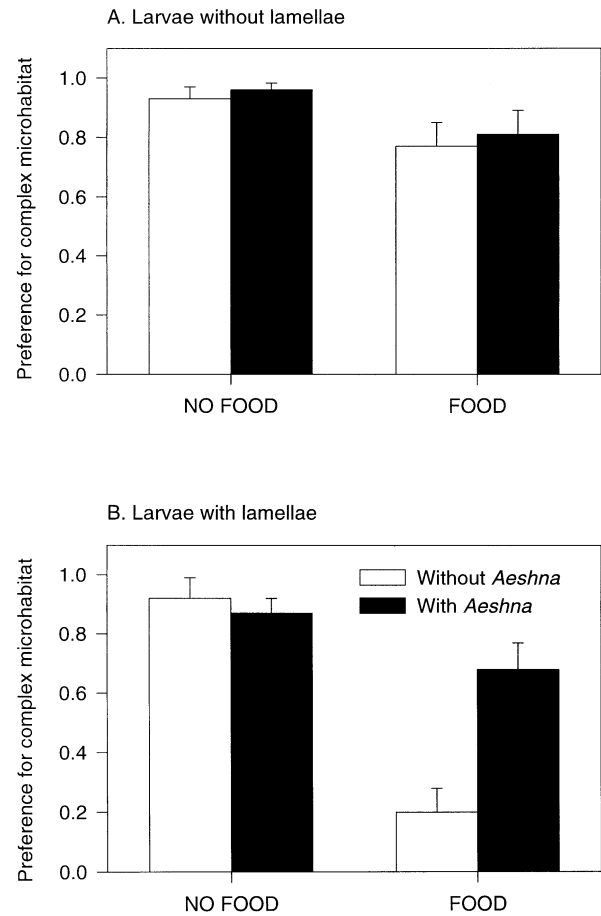 A. Larvae without lamellae
Preference for complex microhabitat
1.0
0.8
0.6
0.4
0.2
0.0
NO FOOD FOOD
B. Larvae with lamellae
Preference for complex microhabitat
1.0
0.8
0.6
0.4
0.2
0.0
Without Aeshna
With Aeshna
NO FOOD FOOD